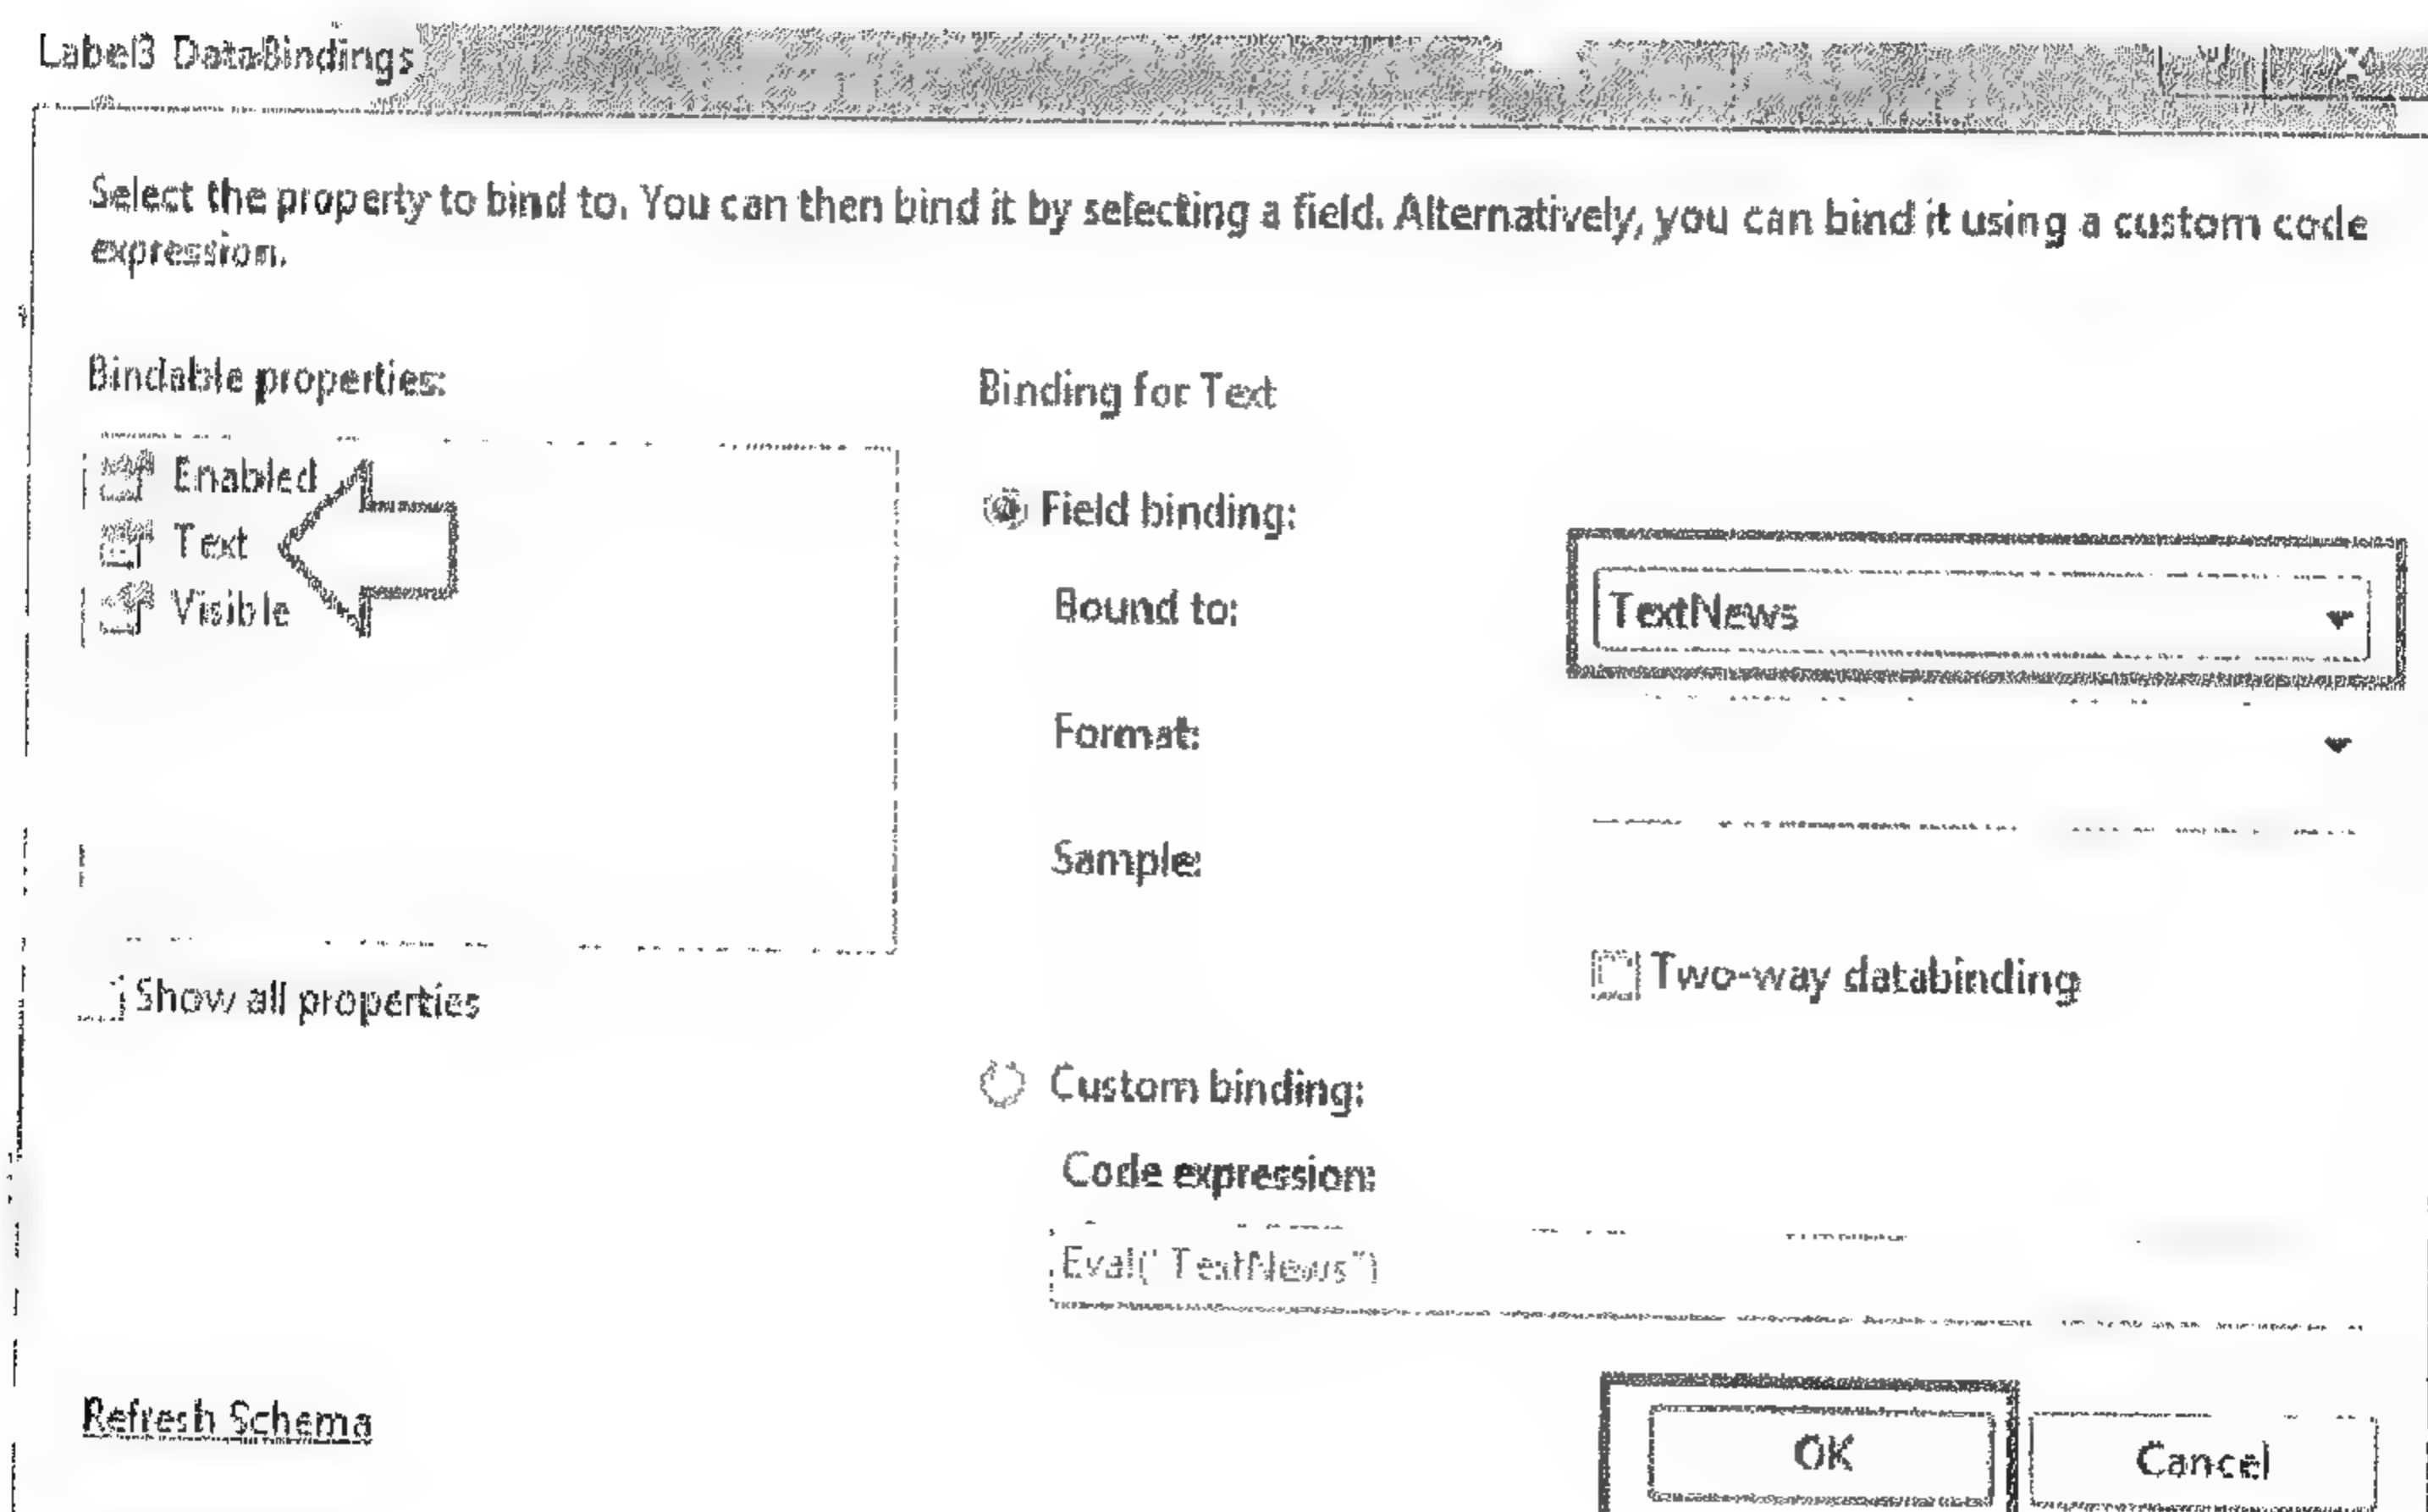 Label3 DataBindings
Select the property to bind to. You can then bind it by selecting a field. Alternatively, you can bind it using a custom code
expression.
Bindable properties:
Enabled
Text
Visible
Show all properties
Binding for Text
Field binding:
Bound to:
TextNews
Format:
Sample:
Two-way databinding
Custom binding:
Code expression:
Eval("TextNews")
Refresh Schema
OK
Cancel